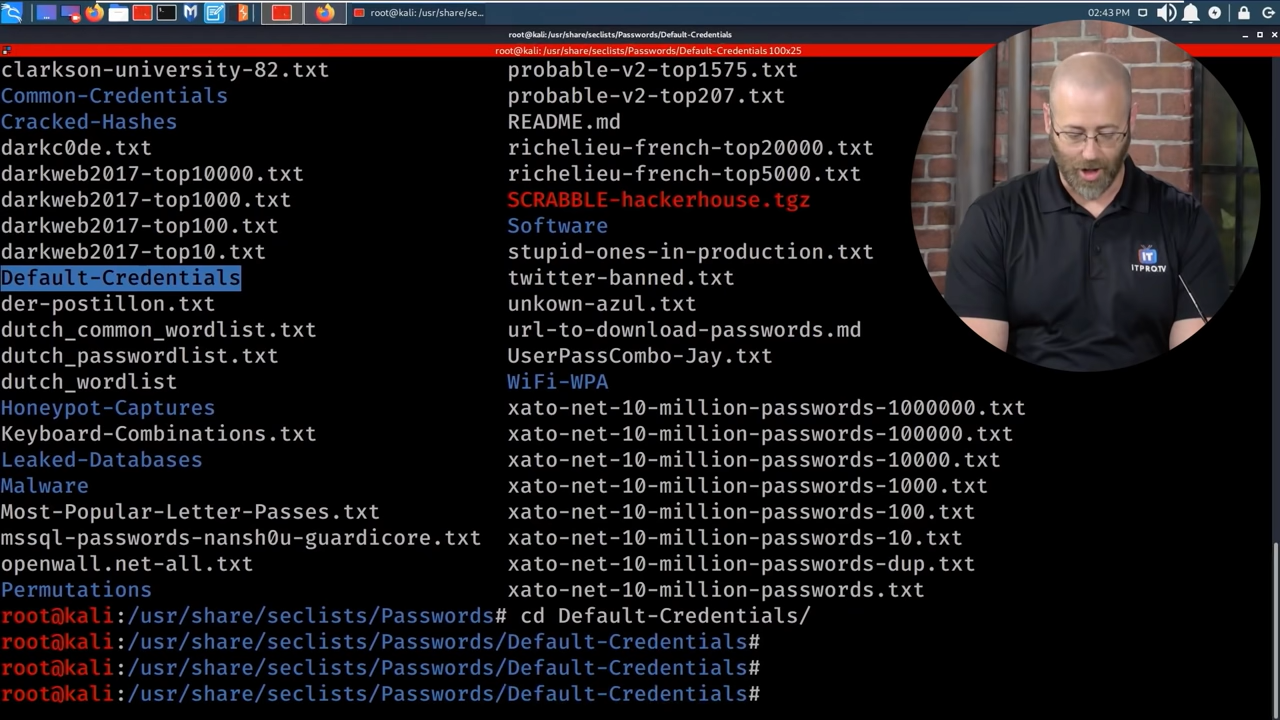 root@kali: /usr/share/se...
02:43 PM
root@kali: /usr/share/seclists/Passwords/Default-Credentials
root@kali: /usr/share/seclists/Passwords/Default-Credentials 100x25
clarkson-university-82.txt probable-v2-top1575.txt
Common-Credentials probable-v2-top207.txt
Cracked-Hashes README.md
darkc0de.txt richelieu-french-top20000.txt
darkweb2017-top10000.txt richelieu-french-top5000.txt
darkweb2017-top1000.txt SCRABBLE-hackerhouse.tgz
darkweb2017-top100.txt Software
darkweb2017-top10.txt stupid-ones-in-production.txt
Default-Credentials twitter-banned.txt
der-postillon.txt unkown-azul.txt
dutch_common_wordlist.txt url-to-download-passwords.md
dutch_passwordlist.txt UserPassCombo-Jay.txt
dutch_wordlist WiFi-WPA
Honeypot-Captures xato-net-10-million-passwords-1000000.txt
Keyboard-Combinations.txt xato-net-10-million-passwords-100000.txt
Leaked-Databases xato-net-10-million-passwords-10000.txt
Malware xato-net-10-million-passwords-1000.txt
Most-Popular-Letter-Passes.txt xato-net-10-million-passwords-100.txt
mssql-passwords-nansh0u-guardicore.txt xato-net-10-million-passwords-10.txt
openwall.net-all.txt xato-net-10-million-passwords-dup.txt
Permutations xato-net-10-million-passwords.txt
root@kali:/usr/share/seclists/Passwords# cd Default-Credentials/
root@kali:/usr/share/seclists/Passwords/Default-Credentials#
root@kali:/usr/share/seclists/Passwords/Default-Credentials#
root@kali:/usr/share/seclists/Passwords/Default-Credentials#
IT
ITPRO.TV